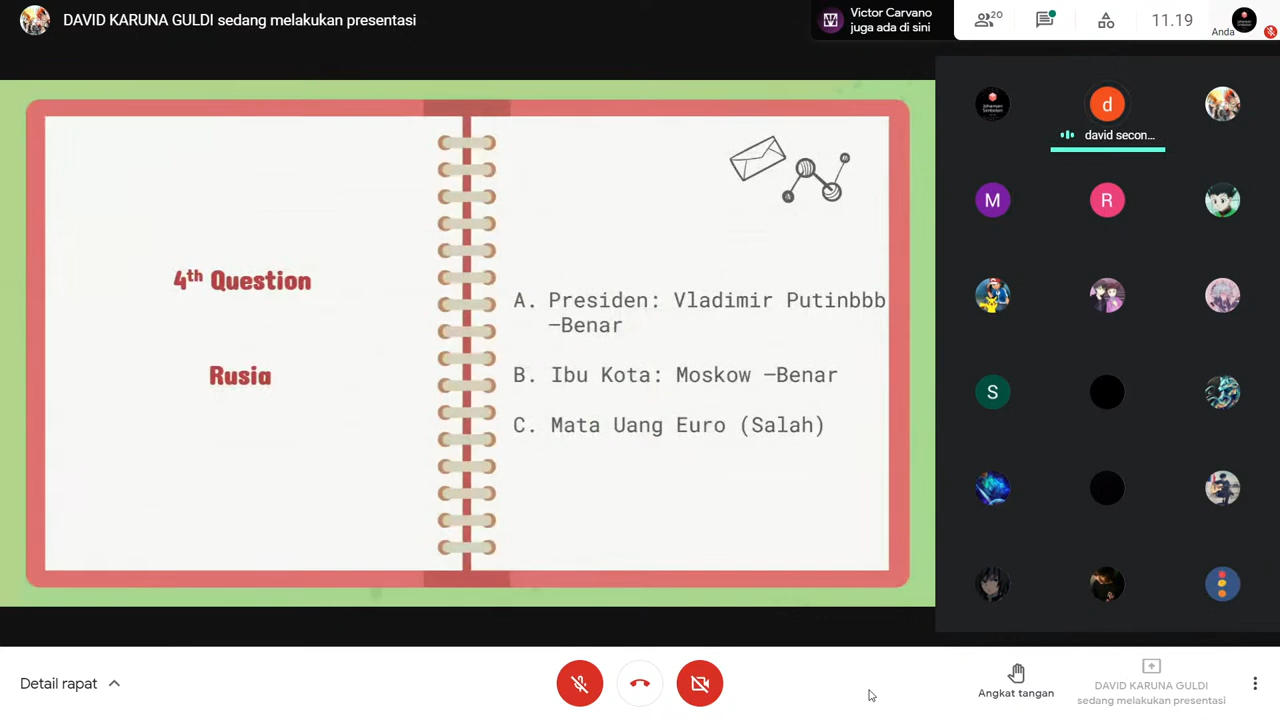 DAVID KARUNA GULDI sedang melakukan presentasi
Victor Carvano
juga ada di sini
20
11.19
Anda
d
david secon...
M
R
S
4th Question
Rusia
A. Presiden: Vladimir Putinbbb
–Benar
B. Ibu Kota: Moskow –Benar
C. Mata Uang Euro (Salah)
Detail rapat
Angkat tangan
DAVID KARUNA GULDI
sedang melakukan presentasi